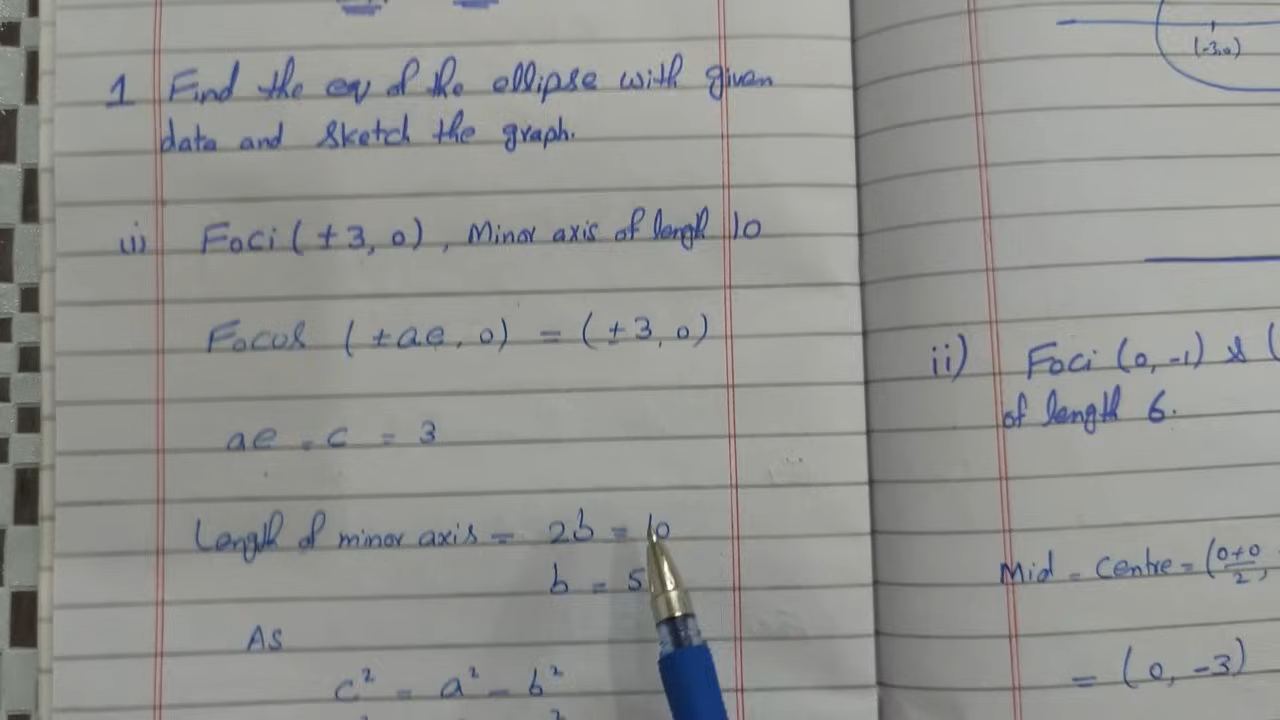 1 Find the eq of the ellipse with given
data and sketch the graph.
(i) Foci (±3, 0), Minor axis of length 10
Focus (±ae, 0) = (±3, 0)
ae = c = 3
Length of minor axis = 2b = 10
b = 5
As
c² = a² - b²
(-3,0)
ii) Foci (0, -1) & (
of length 6.
Mid - Centre = (0+0/2,
= (0, -3)